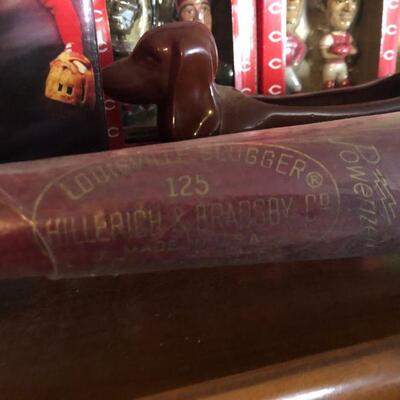 LOUISVILLE SLUGGER®
125
HILLERICH & BRADSBY Cº
MADE IN U.S.A.
Powerized
C
C
C
C